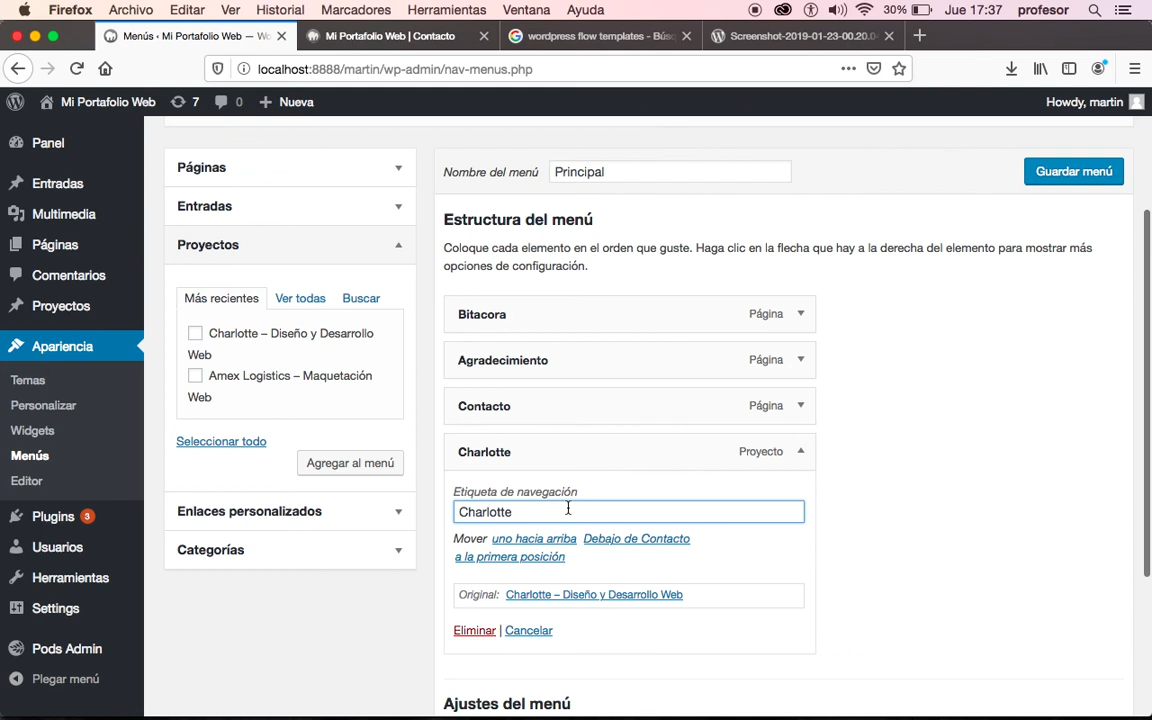 Firefox Archivo Editar Ver Historial Marcadores Herramientas Ventana Ayuda 30% Jue 17:37 profesor
Menús ‹ Mi Portafolio Web — Wo Mi Portafolio Web | Contacto wordpress flow templates - Bús Screenshot-2019-01-23-00.20.0
localhost:8888/martin/wp-admin/nav-menus.php
Mi Portafolio Web 7 0 Nueva Howdy, martin
Panel
Entradas
Multimedia
Páginas
Comentarios
Proyectos
Apariencia
Temas
Personalizar
Widgets
Menús
Editor
Plugins 3
Usuarios
Herramientas
Settings
Pods Admin
Plegar menú
Páginas
Entradas
Proyectos
Más recientes Ver todas Buscar
Charlotte – Diseño y Desarrollo
Web
Amex Logistics – Maquetación
Web
Seleccionar todo
Agregar al menú
Enlaces personalizados
Categorías
Nombre del menú Principal Guardar menú
Estructura del menú
Coloque cada elemento en el orden que guste. Haga clic en la flecha que hay a la derecha del elemento para mostrar más
opciones de configuración.
Bitacora Página
Agradecimiento Página
Contacto Página
Charlotte Proyecto
Etiqueta de navegación
Charlotte
Mover uno hacia arriba Debajo de Contacto
a la primera posición
Original: Charlotte – Diseño y Desarrollo Web
Eliminar | Cancelar
Ajustes del menú